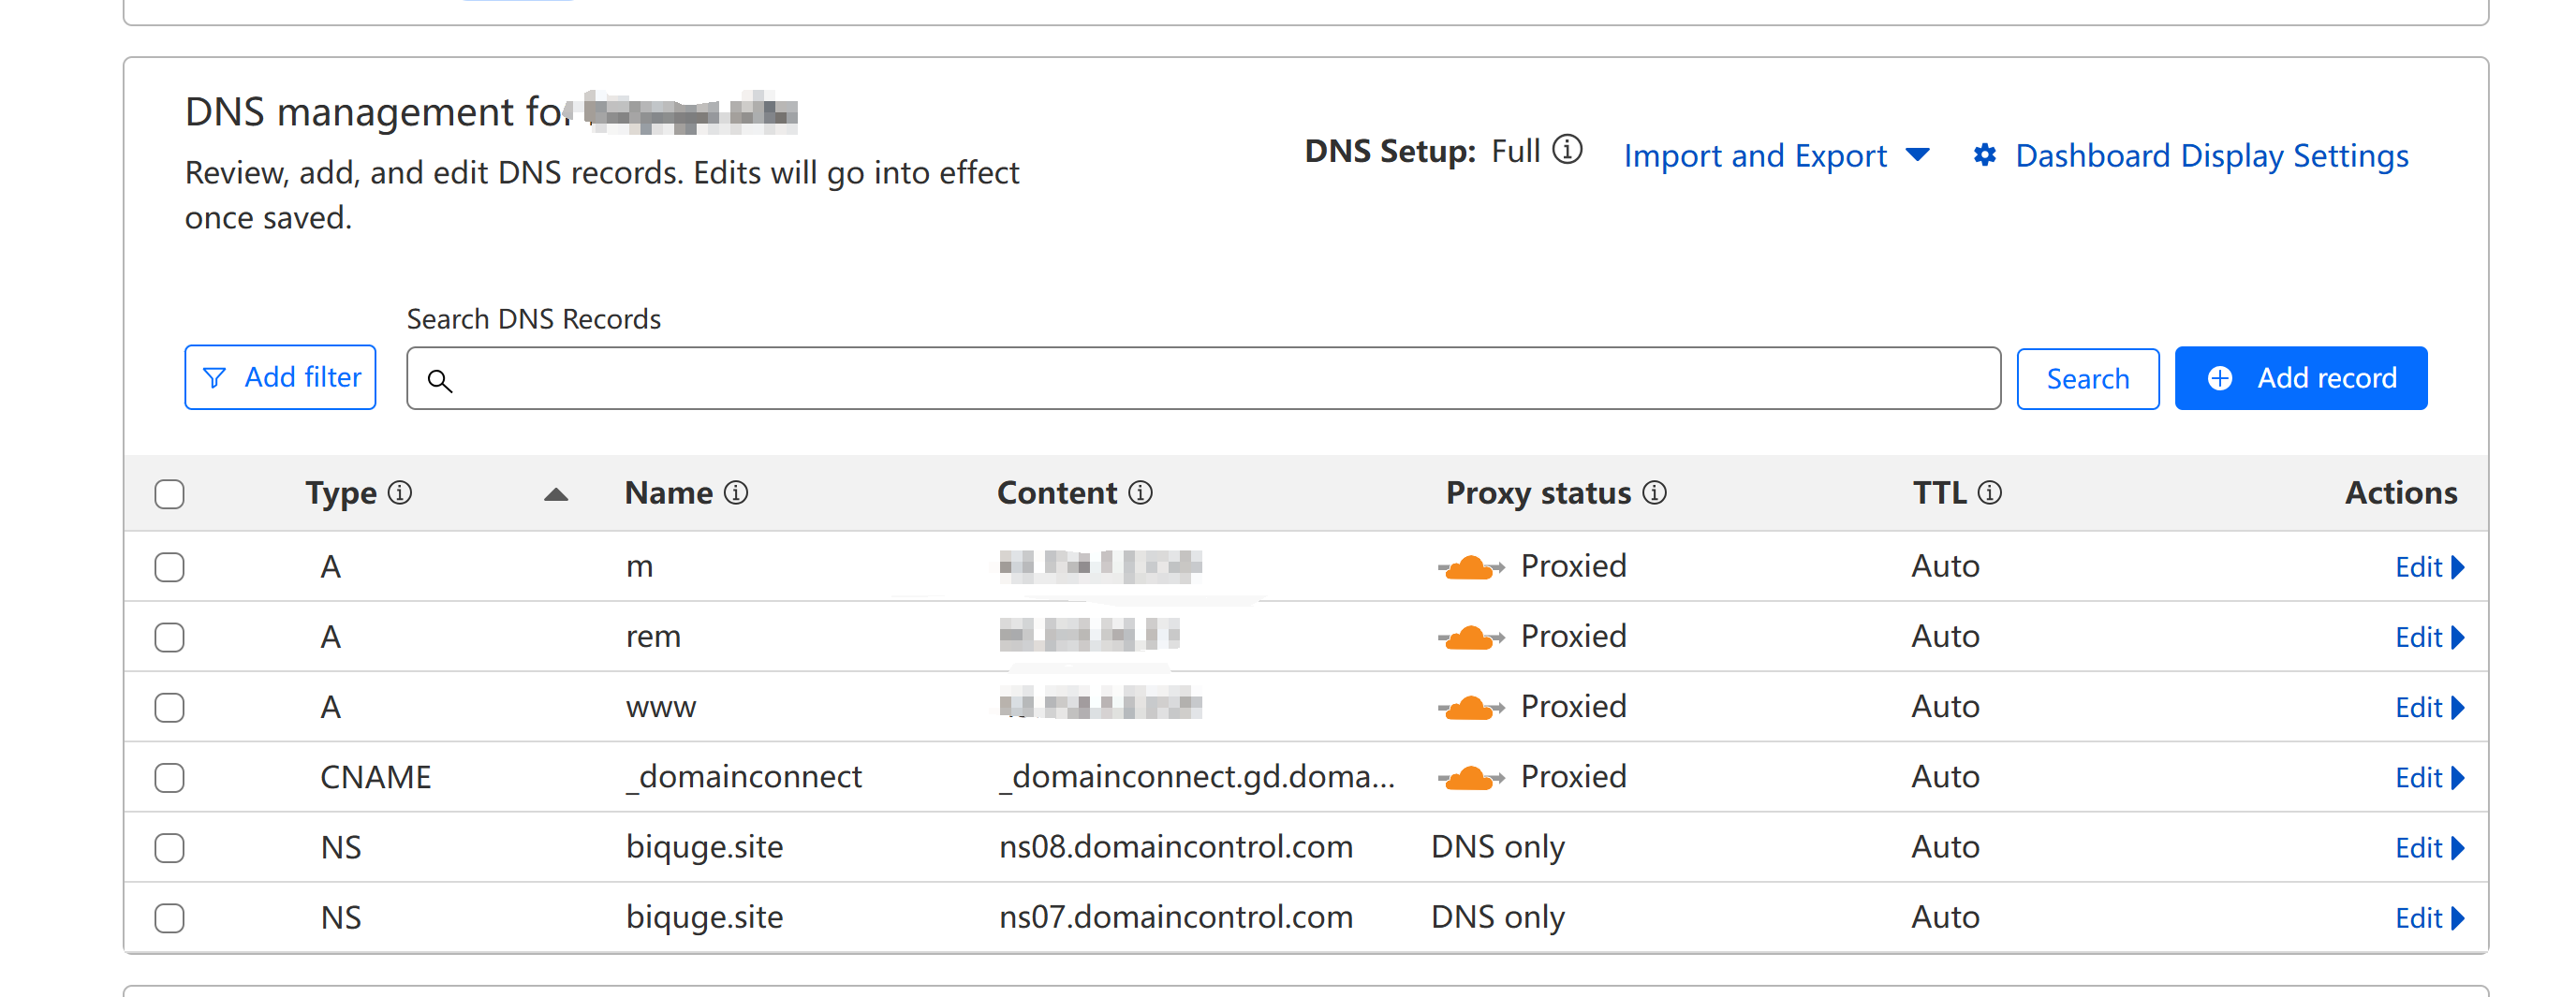 DNS management for
Review, add, and edit DNS records. Edits will go into effect
once saved.
DNS Setup: Full
Import and Export
Dashboard Display Settings
Search DNS Records
Add filter
Search
Add record
Type Name Content Proxy status TTL Actions
A m Proxied Auto Edit
A rem Proxied Auto Edit
A www Proxied Auto Edit
CNAME _domainconnect _domainconnect.gd.doma... Proxied Auto Edit
NS biquge.site ns08.domaincontrol.com DNS only Auto Edit
NS biquge.site ns07.domaincontrol.com DNS only Auto Edit